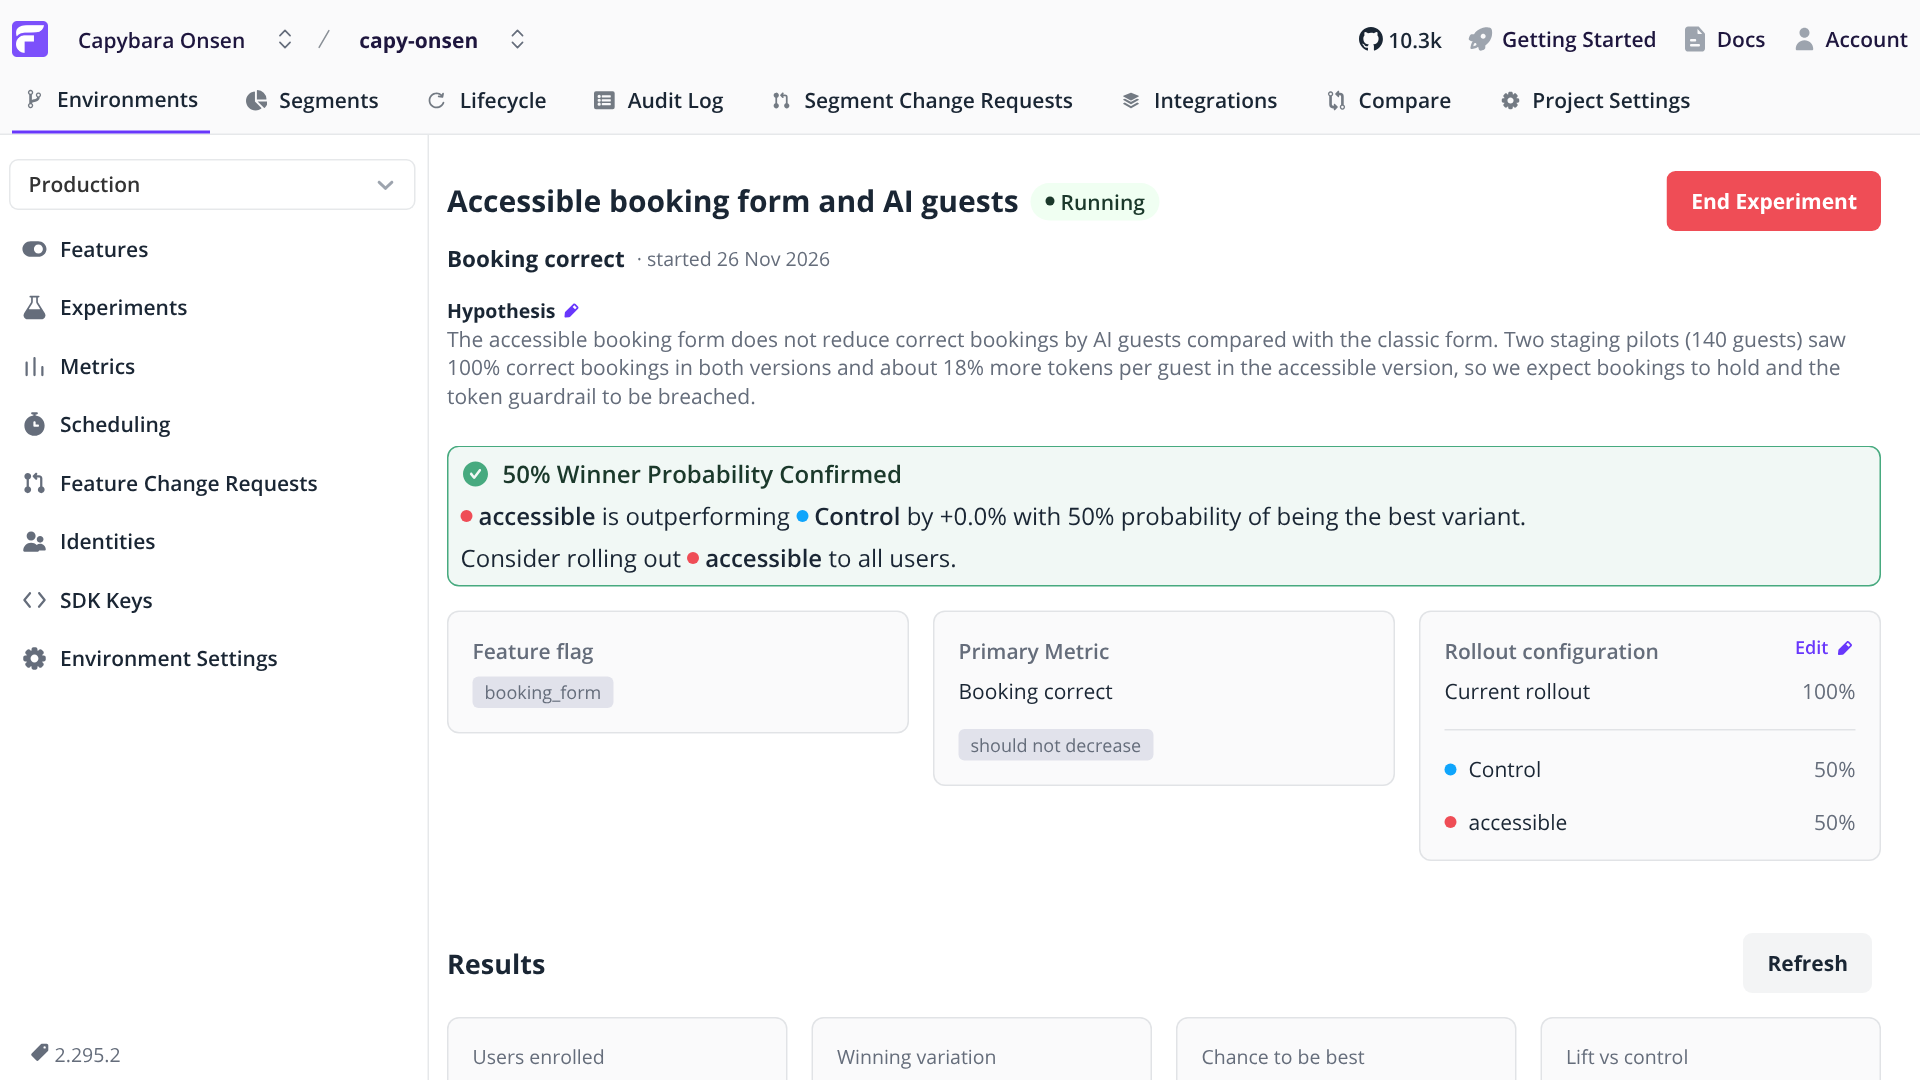 Capybara Onsen / capy-onsen
10.3k Getting Started Docs Account
Environments Segments Lifecycle Audit Log Segment Change Requests Integrations Compare Project Settings
Production
Features
Experiments
Metrics
Scheduling
Feature Change Requests
Identities
SDK Keys
Environment Settings
2.295.2
Accessible booking form and AI guests • Running
End Experiment
Booking correct · started 26 Nov 2026
Hypothesis
The accessible booking form does not reduce correct bookings by AI guests compared with the classic form. Two staging pilots (140 guests) saw
100% correct bookings in both versions and about 18% more tokens per guest in the accessible version, so we expect bookings to hold and the
token guardrail to be breached.
50% Winner Probability Confirmed
accessible is outperforming Control by +0.0% with 50% probability of being the best variant.
Consider rolling out accessible to all users.
Feature flag
booking_form
Primary Metric
Booking correct
should not decrease
Rollout configuration Edit
Current rollout 100%
Control 50%
accessible 50%
Results
Refresh
Users enrolled
Winning variation
Chance to be best
Lift vs control